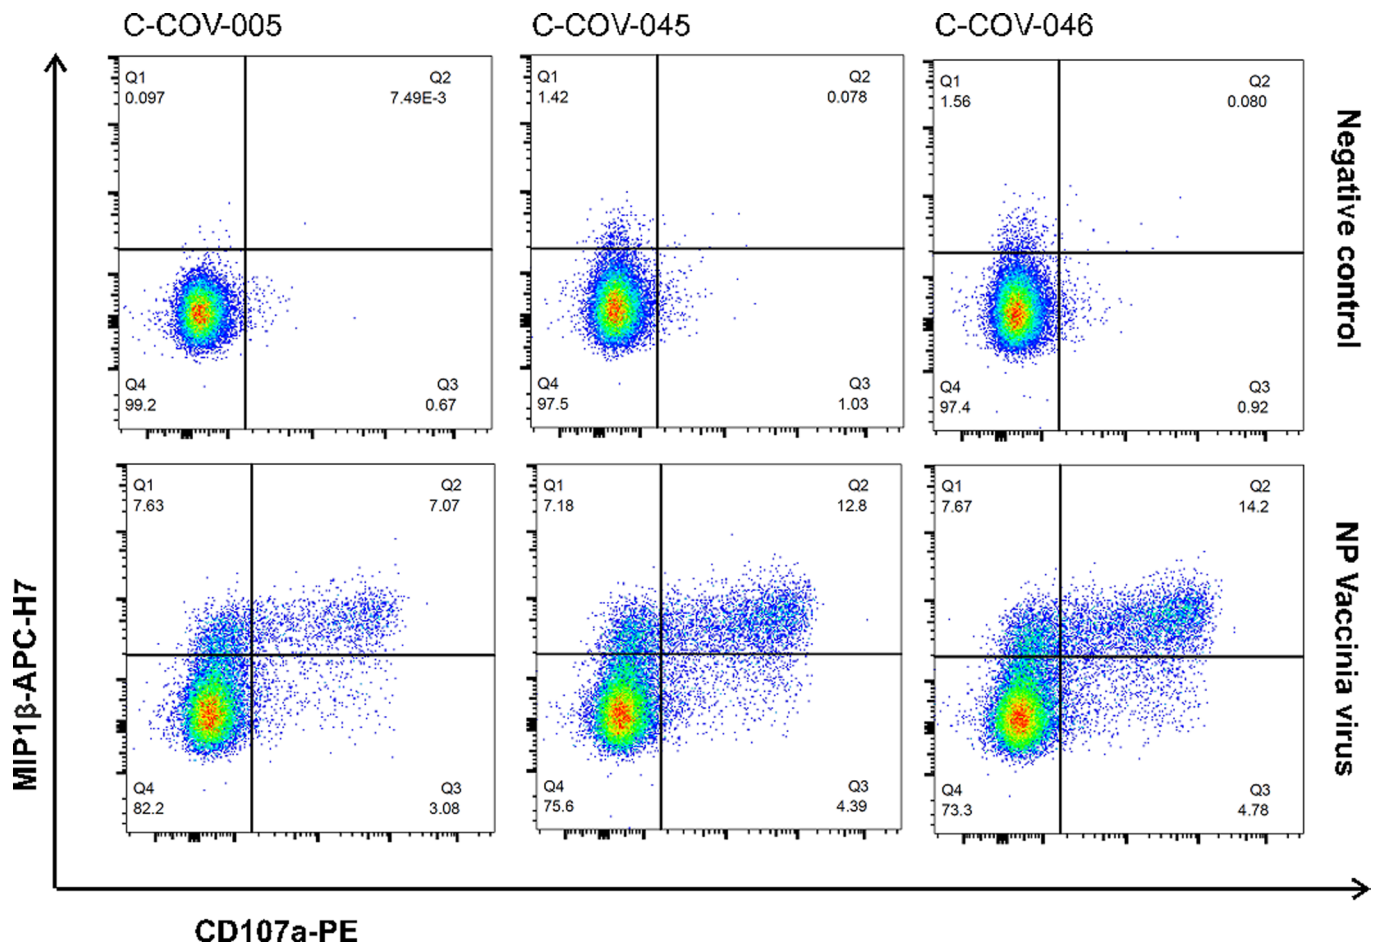 C-COV-005
C-COV-045
C-COV-046
Q1
0.097
Q2
7.49E-3
Q4
99.2
Q3
0.67
Q1
1.42
Q2
0.078
Q4
97.5
Q3
1.03
Q1
1.56
Q2
0.080
Q4
97.4
Q3
0.92
Negative control
Q1
7.63
Q2
7.07
Q4
82.2
Q3
3.08
Q1
7.18
Q2
12.8
Q4
75.6
Q3
4.39
Q1
7.67
Q2
14.2
Q4
73.3
Q3
4.78
NP Vaccinia virus
MIP1β-APC-H7
CD107a-PE